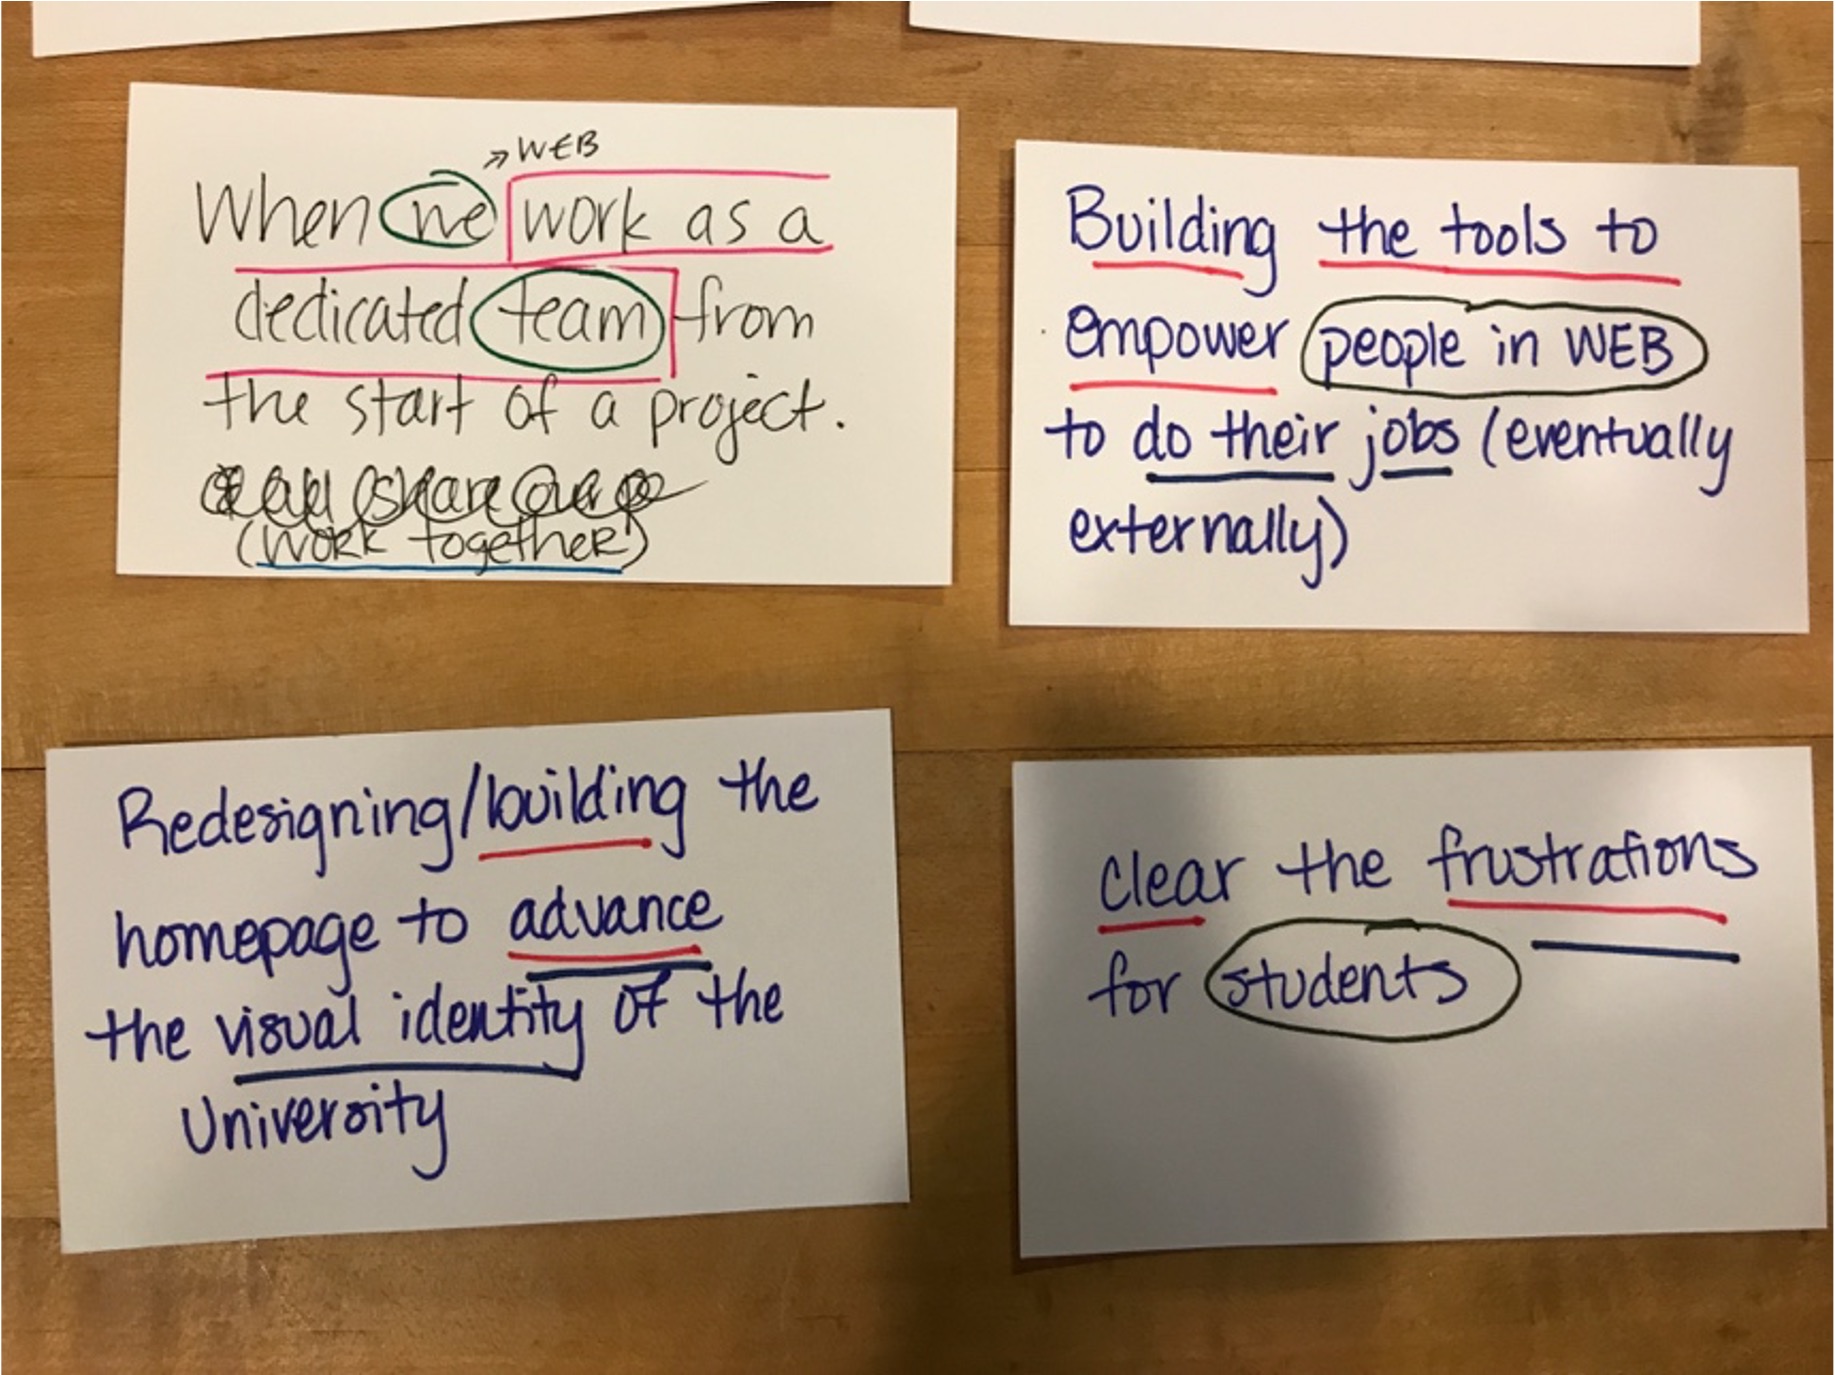 → WEB
When we work as a
dedicated team from
the start of a project.
(work together)
Building the tools to
empower people in WEB
to do their jobs (eventually
externally)
Redesigning/building the
homepage to advance
the visual identity of the
University
clear the frustrations
for students